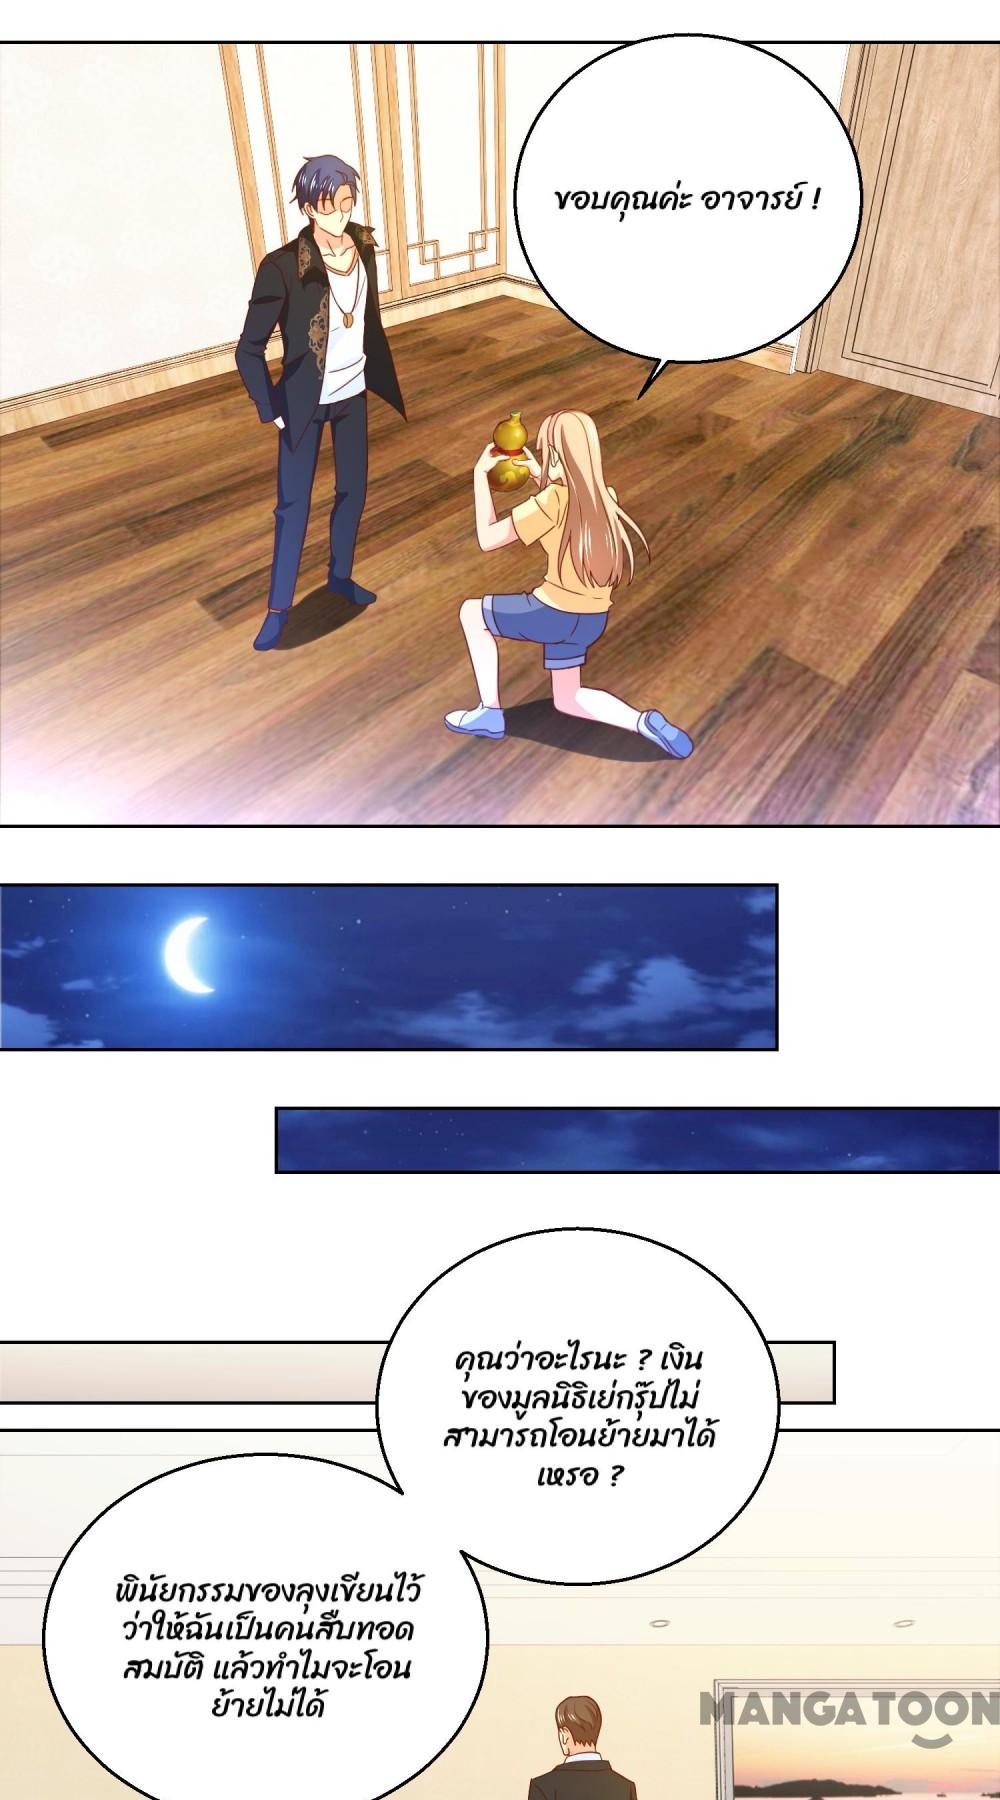 ขอบคุณค่ะ อาจารย์ !
คุณว่าอะไรนะ ? เงิน
ของมูลนิธิเย่กรุ๊ปไม่
สามารถโอนย้ายมาได้
เหรอ ?
พินัยกรรมของลุงเขียนไว้
ว่าให้ฉันเป็นคนสืบทอด
สมบัติ แล้วทำไมจะโอน
ย้ายไม่ได้
MANGATOON